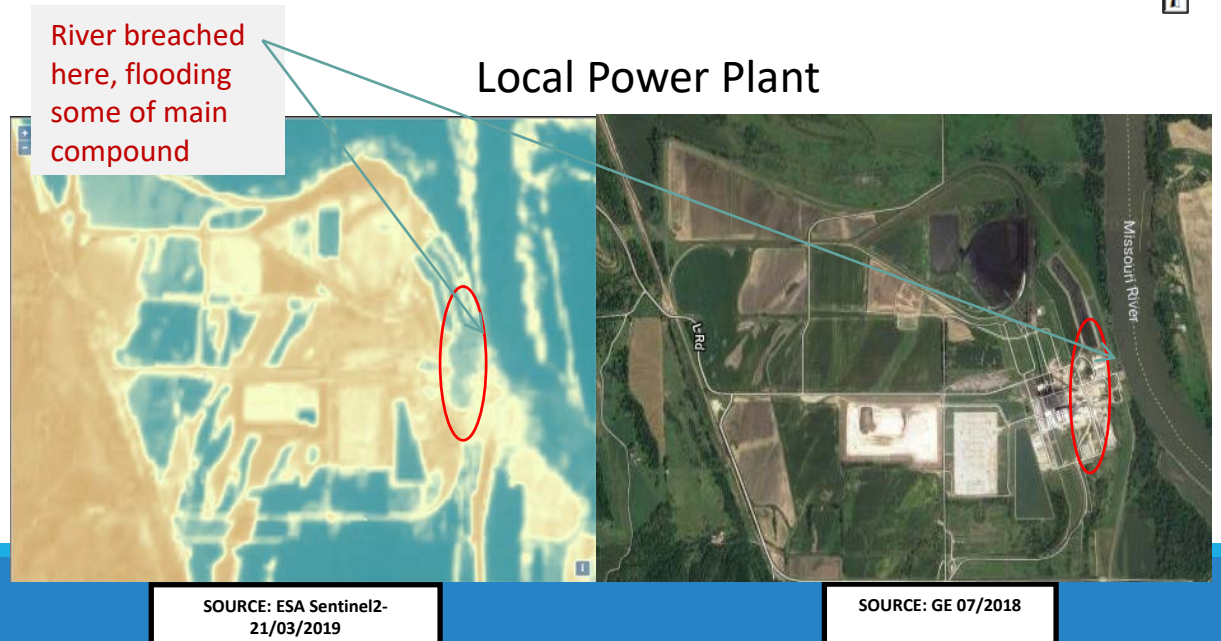 River breached
here, flooding
some of main
compound
Local Power Plant
+
−
Missouri River
L-Rd
i
SOURCE: ESA Sentinel2-
21/03/2019
SOURCE: GE 07/2018